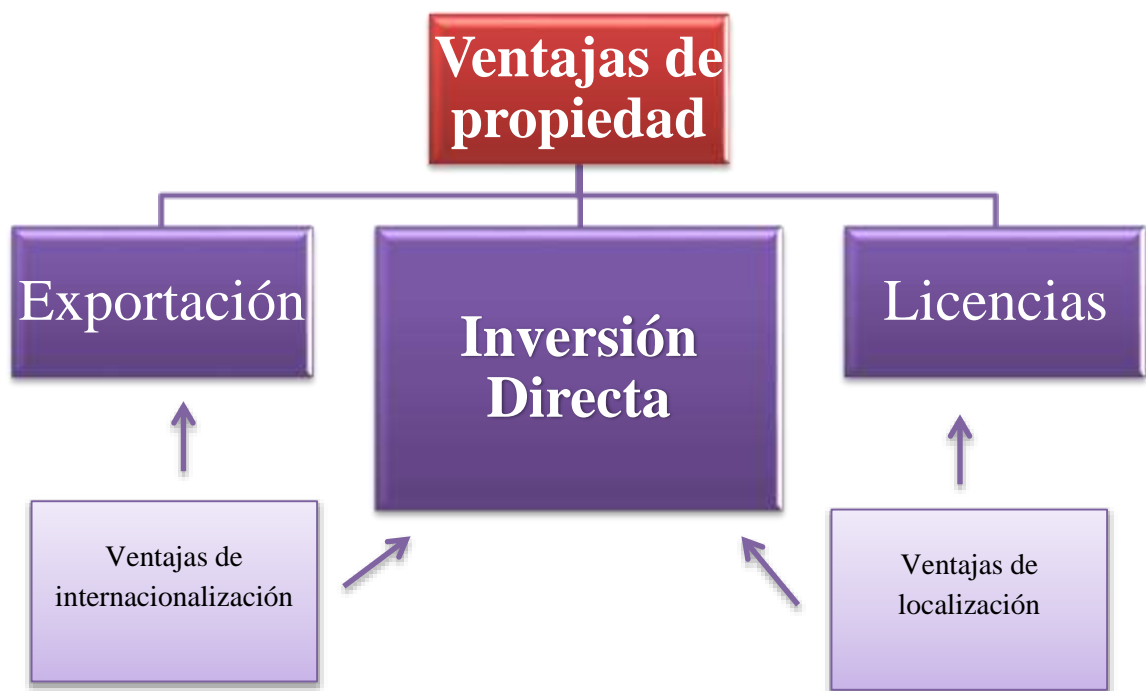 Ventajas de
propiedad
Exportación
Inversión
Directa
Licencias
Ventajas de
internacionalización
Ventajas de
localización